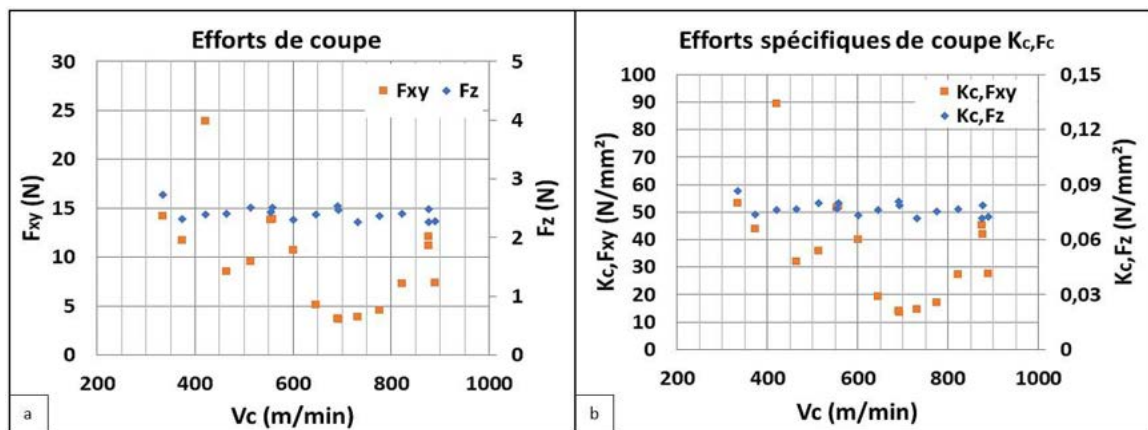 Efforts de coupe
Fxy Fz
30
25
20
15
10
5
0
5
4
3
2
1
0
Fxy (N)
Fz (N)
200 400 600 800 1000
Vc (m/min)
a
Efforts spécifiques de coupe Kc,Fc
Kc,Fxy
Kc,Fz
100
90
80
70
60
50
40
30
20
10
0
0,15
0,12
0,09
0,06
0,03
0
Kc,Fxy (N/mm²)
Kc,Fz (N/mm²)
200 400 600 800 1000
Vc (m/min)
b